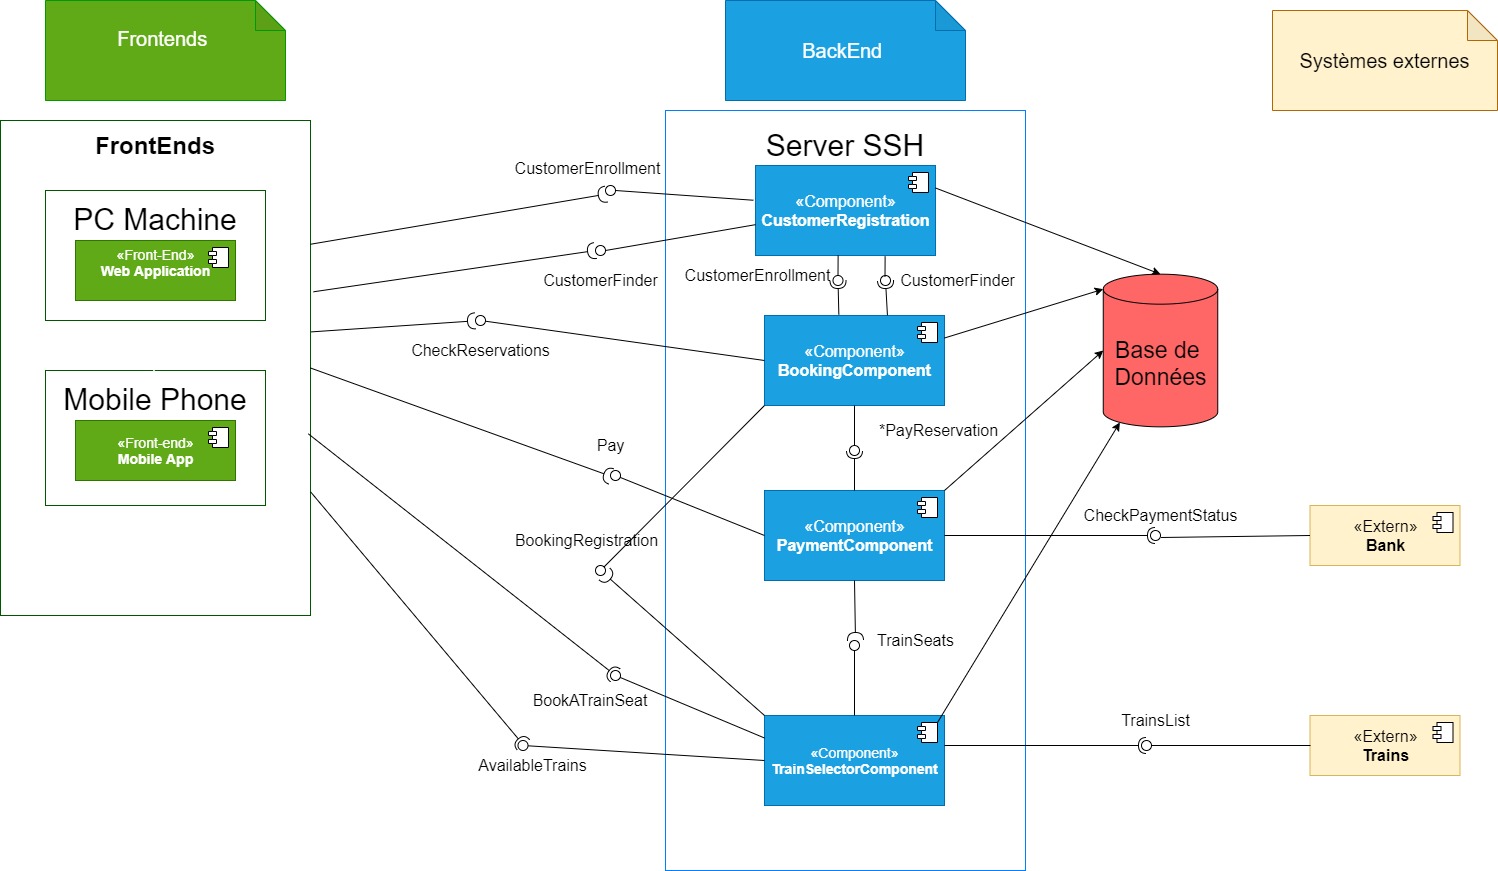 Frontends
BackEnd
Systèmes externes
FrontEnds
PC Machine
«Front-End»
Web Application
Mobile Phone
«Front-end»
Mobile App
CustomerEnrollment
CustomerFinder
CheckReservations
Pay
BookingRegistration
BookATrainSeat
AvailableTrains
Server SSH
«Component»
CustomerRegistration
CustomerEnrollment
CustomerFinder
«Component»
BookingComponent
*PayReservation
«Component»
PaymentComponent
TrainSeats
«Component»
TrainSelectorComponent
Base de
Données
CheckPaymentStatus
«Extern»
Bank
TrainsList
«Extern»
Trains